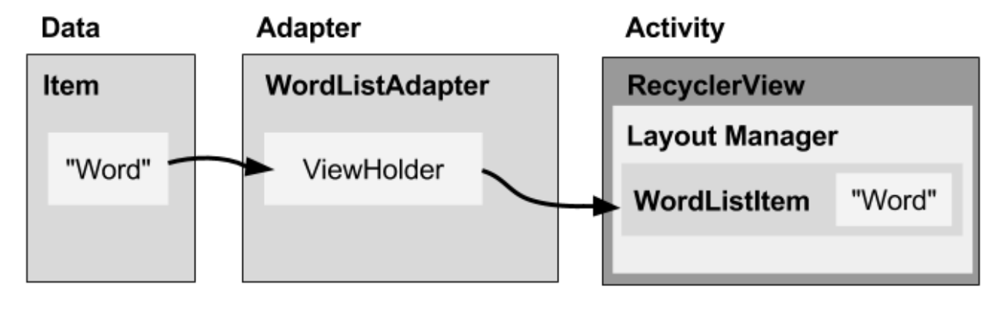 Data
Adapter
Activity
Item
WordListAdapter
RecyclerView
Layout Manager
"Word"
ViewHolder
WordListItem
"Word"